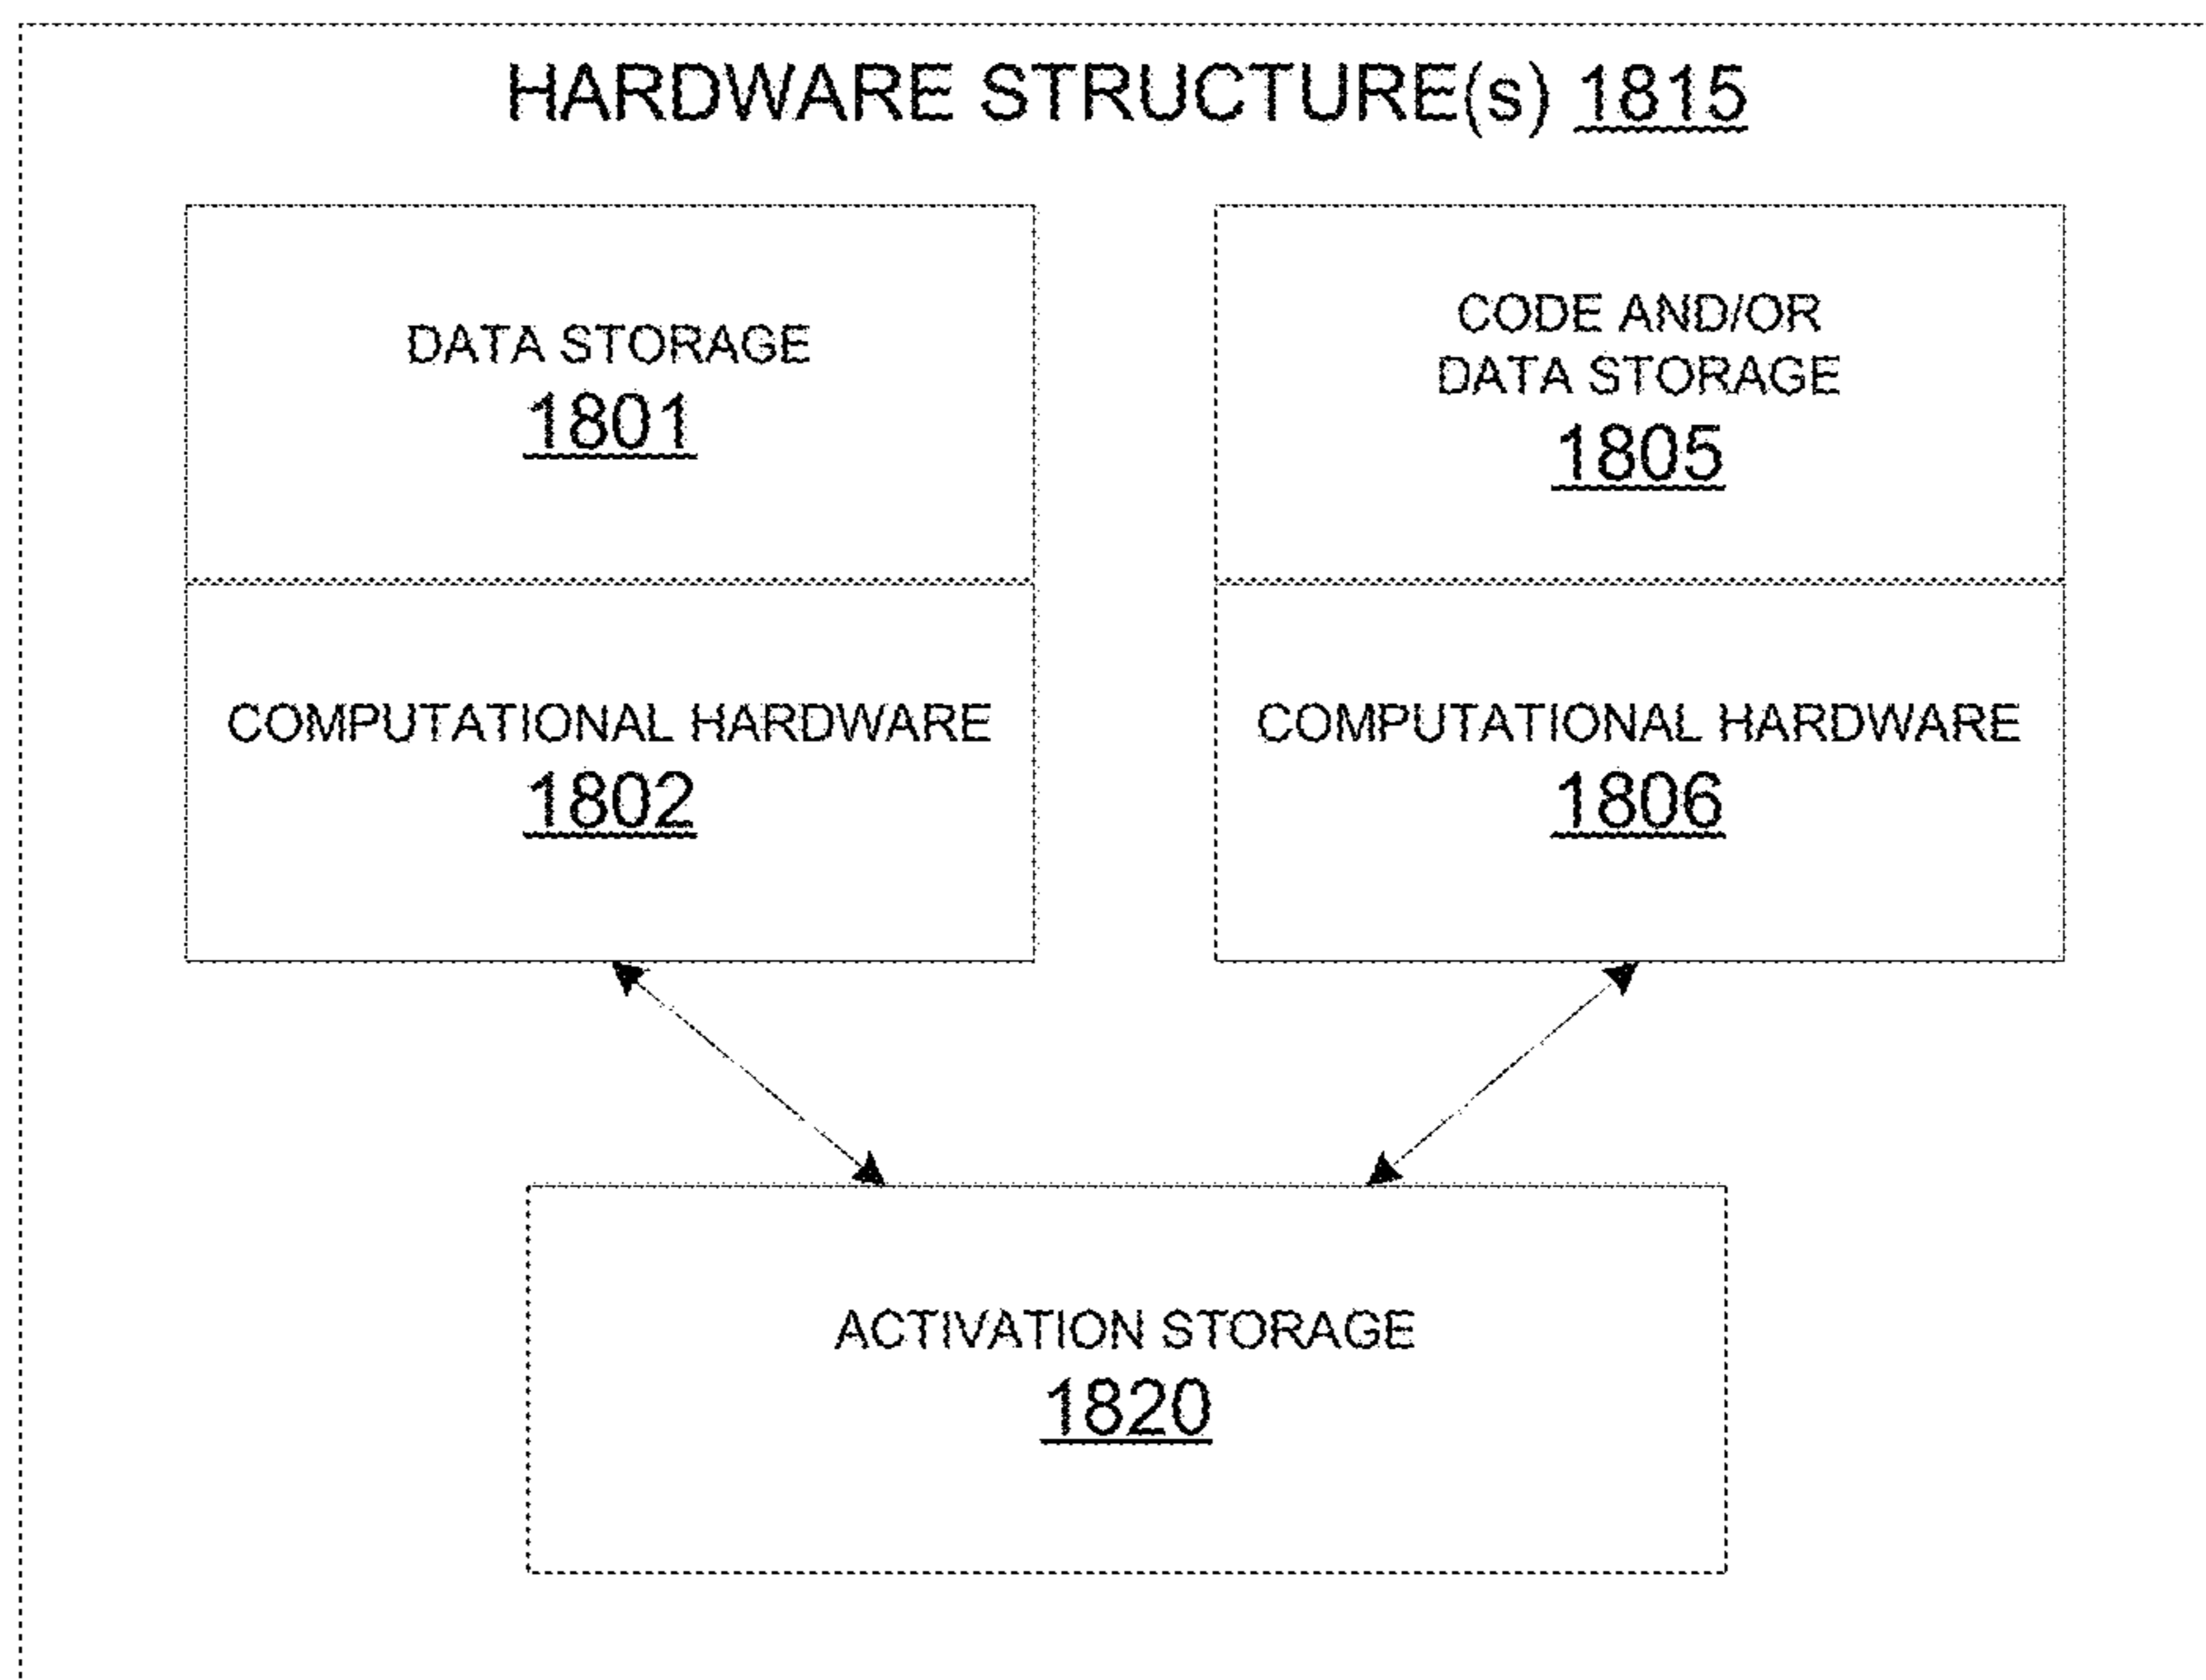 HARDWARE STRUCTURE(s) 1815
DATA STORAGE
1801
CODE AND/OR
DATA STORAGE
1805
COMPUTATIONAL HARDWARE
1802
COMPUTATIONAL HARDWARE
1806
ACTIVATION STORAGE
1820